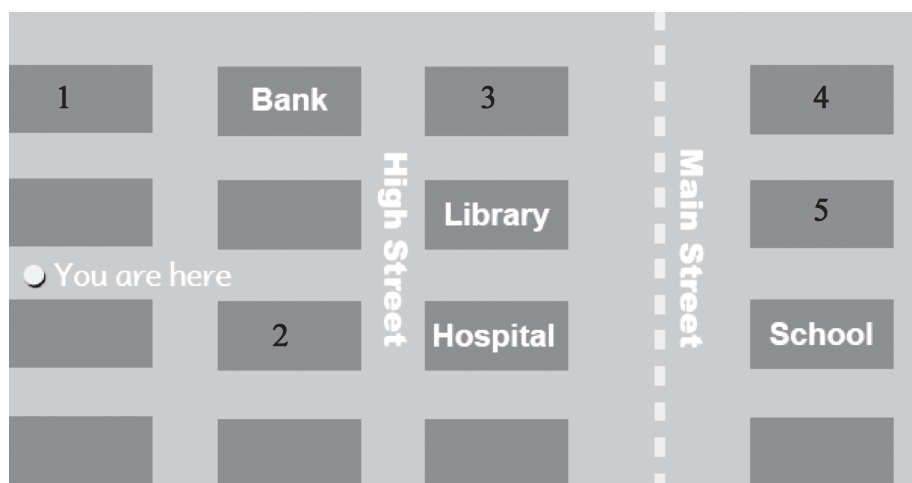 1
Bank
3
4
High Street
Main Street
Library
5
You are here
2
Hospital
School